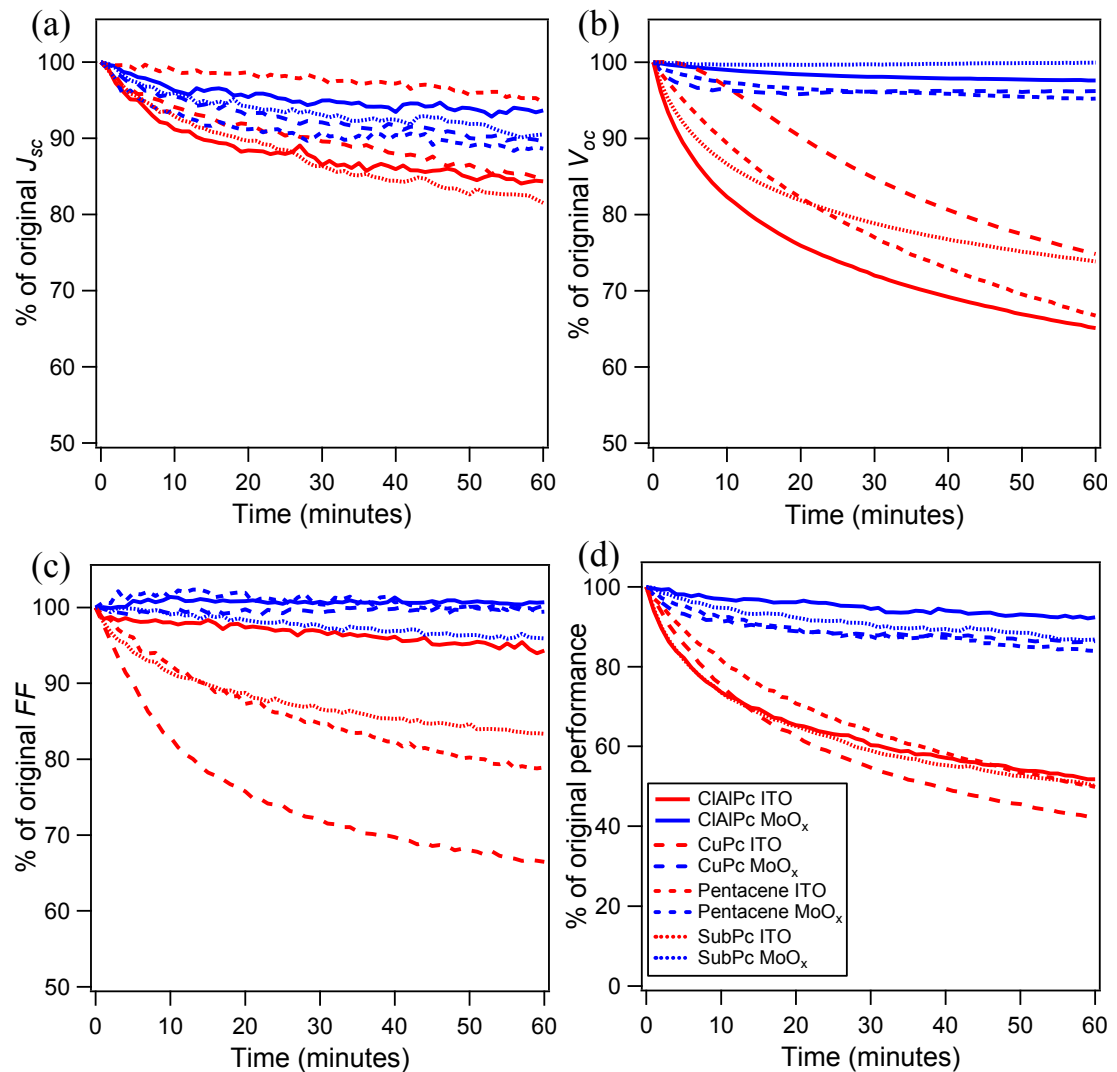 (a)
% of original Jsc
100
90
80
70
60
50
0 10 20 30 40 50 60
Time (minutes)
(b)
% of origninal Voc
100
90
80
70
60
50
0 10 20 30 40 50 60
Time (minutes)
(c)
% of original FF
100
90
80
70
60
50
0 10 20 30 40 50 60
Time (minutes)
(d)
% of original performance
100
80
60
40
20
0
ClAlPc ITO
ClAlPc MoOx
CuPc ITO
CuPc MoOx
Pentacene ITO
Pentacene MoOx
SubPc ITO
SubPc MoOx
0 10 20 30 40 50 60
Time (minutes)